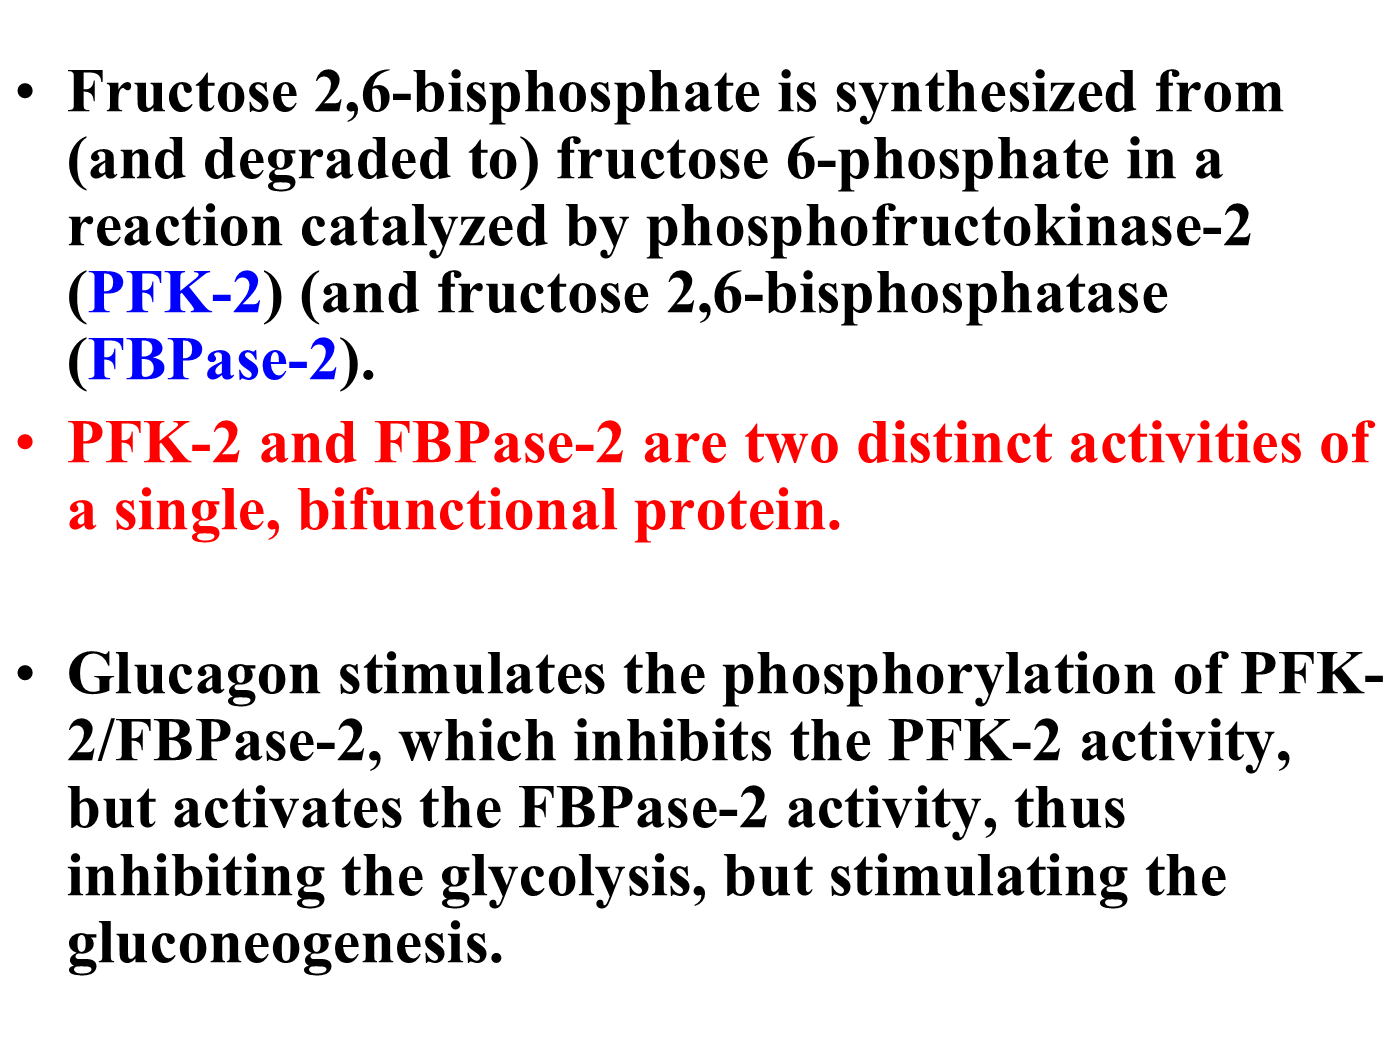 • Fructose 2,6-bisphosphate is synthesized from
(and degraded to) fructose 6-phosphate in a
reaction catalyzed by phosphofructokinase-2
(PFK-2) (and fructose 2,6-bisphosphatase
(FBPase-2).
• PFK-2 and FBPase-2 are two distinct activities of
a single, bifunctional protein.
• Glucagon stimulates the phosphorylation of PFK-
2/FBPase-2, which inhibits the PFK-2 activity,
but activates the FBPase-2 activity, thus
inhibiting the glycolysis, but stimulating the
gluconeogenesis.